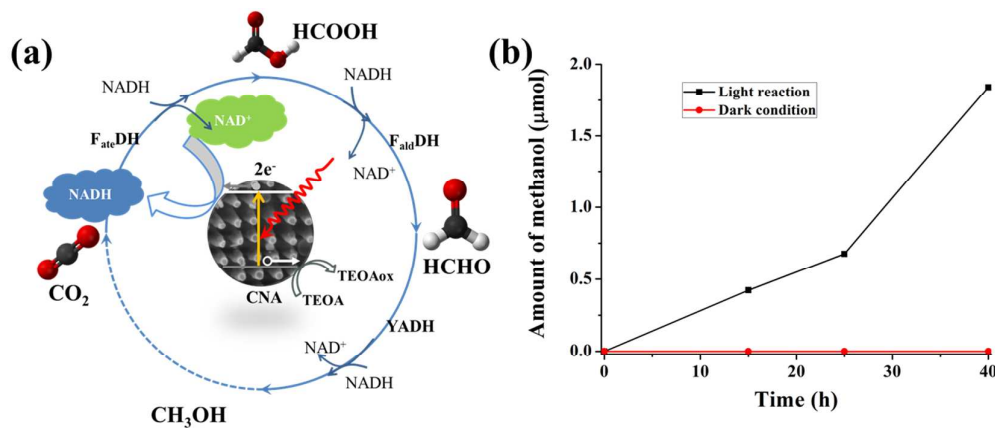 (a)
HCOOH
NADH
NADH
NAD⁺
FateDH
FaldDH
2e⁻
NAD⁺
NADH
HCHO
CO₂
TEOAox
CNA
TEOA
YADH
NAD⁺
NADH
CH₃OH
(b)
Amount of methanol (μmol)
2.0
1.5
1.0
0.5
0.0
Light reaction
Dark condition
0
10
20
30
40
Time (h)